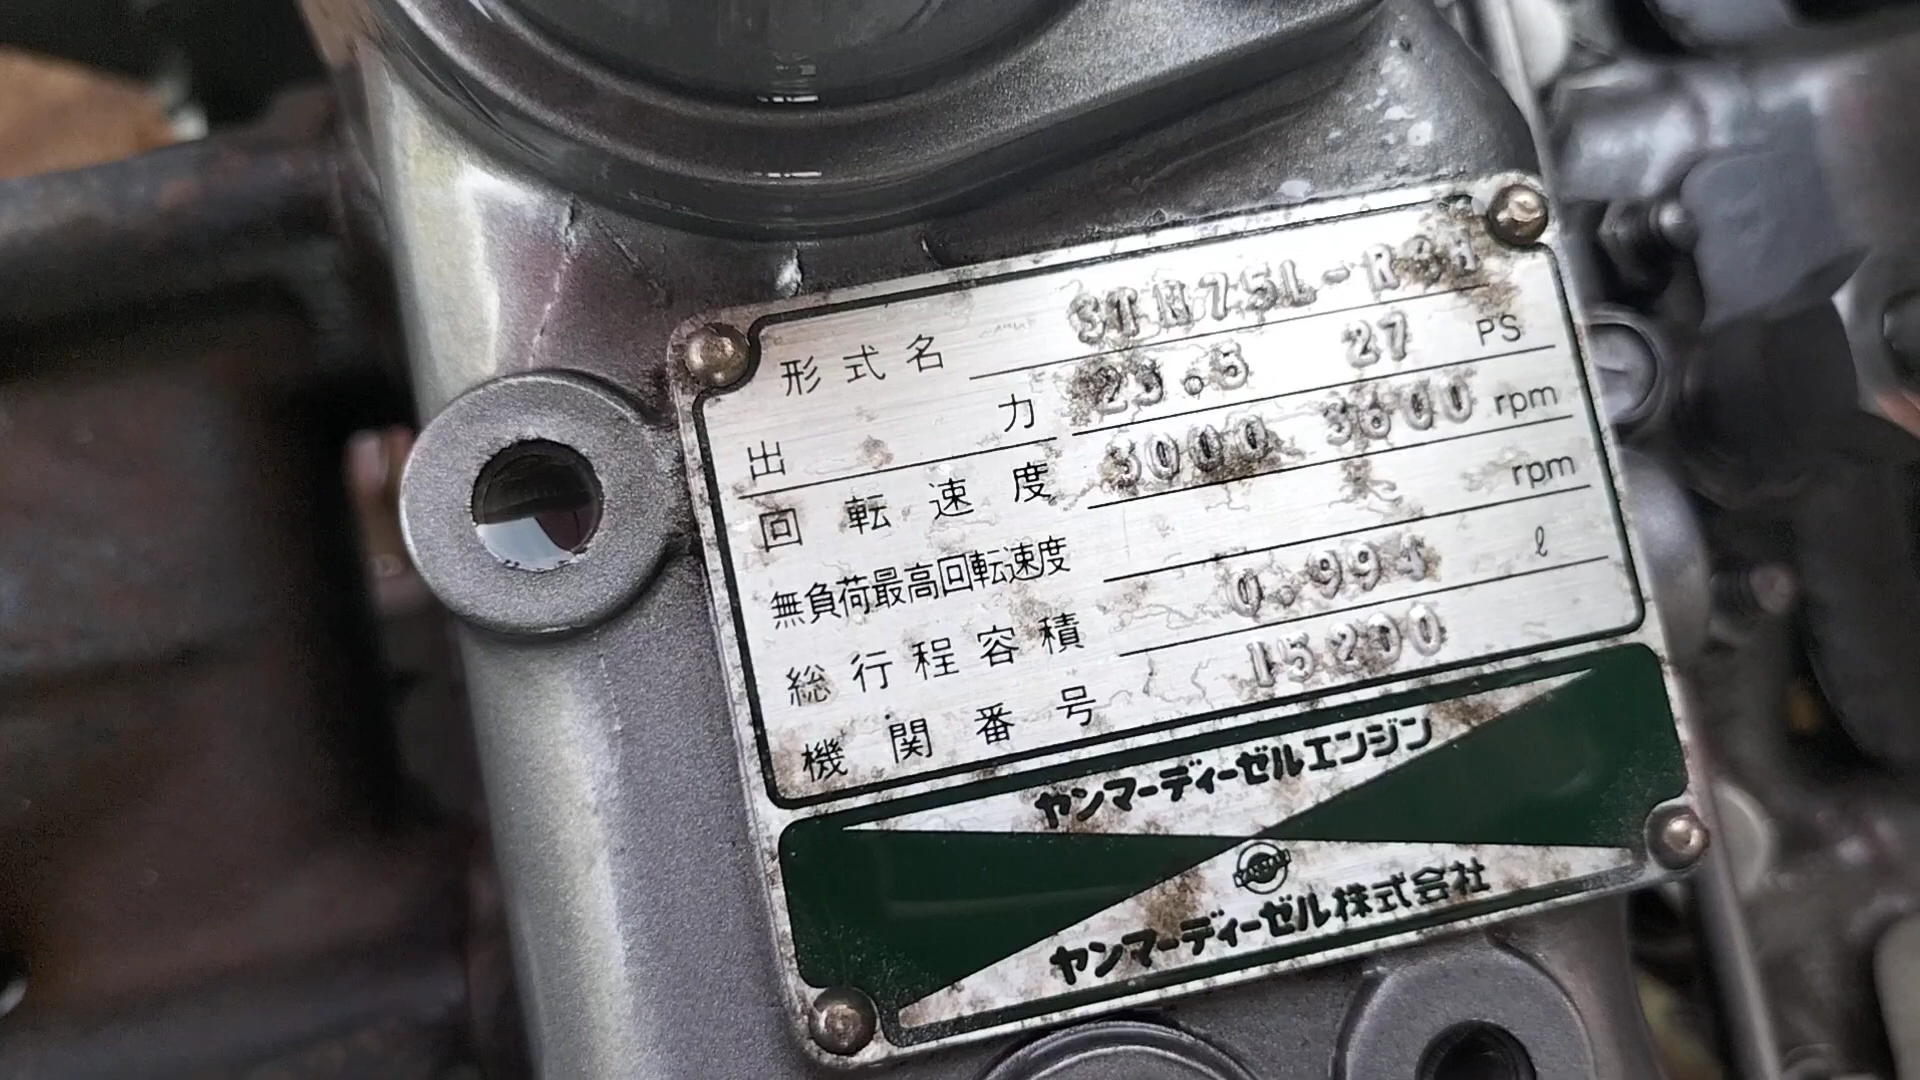 形式名 3TN75L-R
出力 23.5 27 PS
回転速度 3000 3600 rpm
無負荷最高回転速度 rpm
総行程容積 0.994 ℓ
機関番号 15200
ヤンマーディーゼルエンジン
ヤンマーディーゼル株式会社